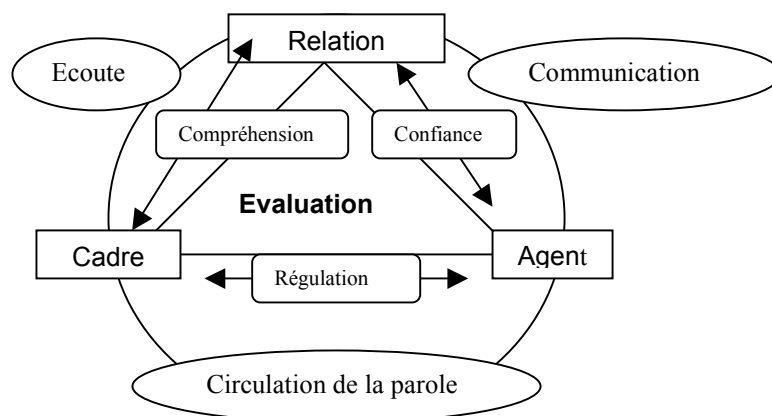 Relation
Ecoute
Communication
Compréhension
Confiance
Evaluation
Cadre
Agent
Régulation
Circulation de la parole